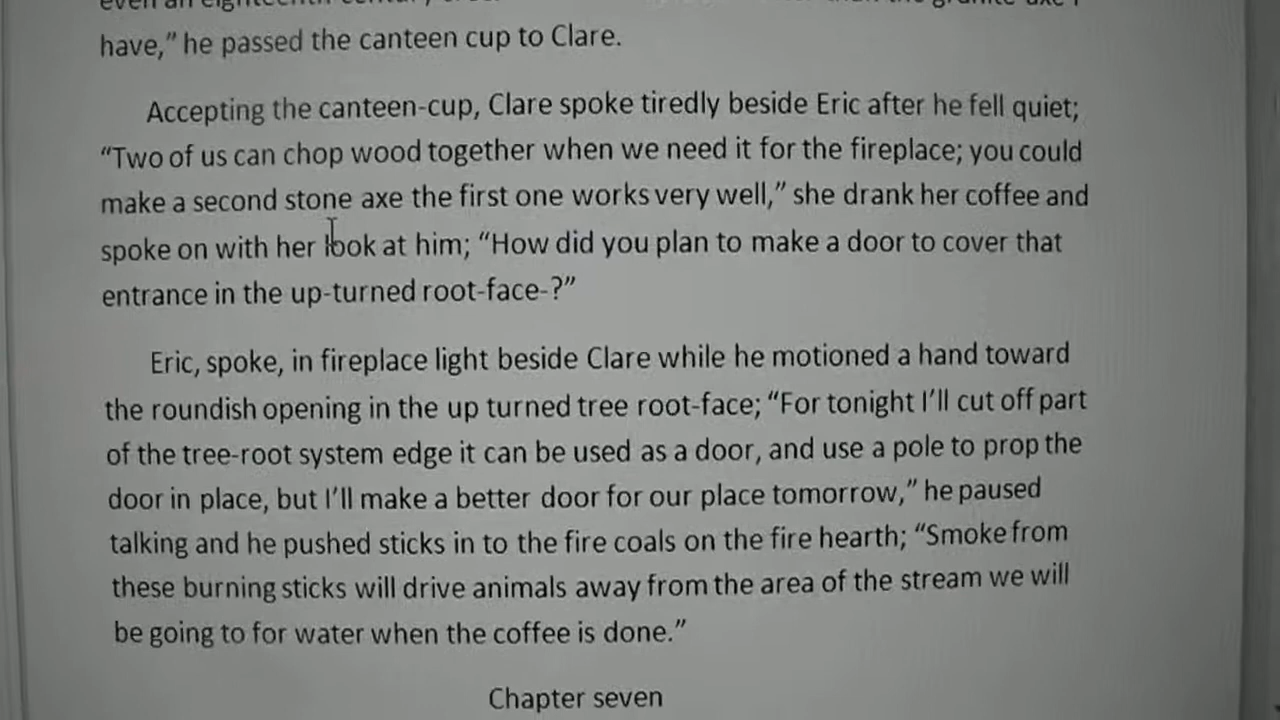 have,” he passed the canteen cup to Clare.
Accepting the canteen-cup, Clare spoke tiredly beside Eric after he fell quiet;
“Two of us can chop wood together when we need it for the fireplace; you could
make a second stone axe the first one works very well,” she drank her coffee and
spoke on with her look at him; “How did you plan to make a door to cover that
entrance in the up-turned root-face-?”
Eric, spoke, in fireplace light beside Clare while he motioned a hand toward
the roundish opening in the up turned tree root-face; “For tonight I’ll cut off part
of the tree-root system edge it can be used as a door, and use a pole to prop the
door in place, but I’ll make a better door for our place tomorrow,” he paused
talking and he pushed sticks in to the fire coals on the fire hearth; “Smoke from
these burning sticks will drive animals away from the area of the stream we will
be going to for water when the coffee is done.”
Chapter seven